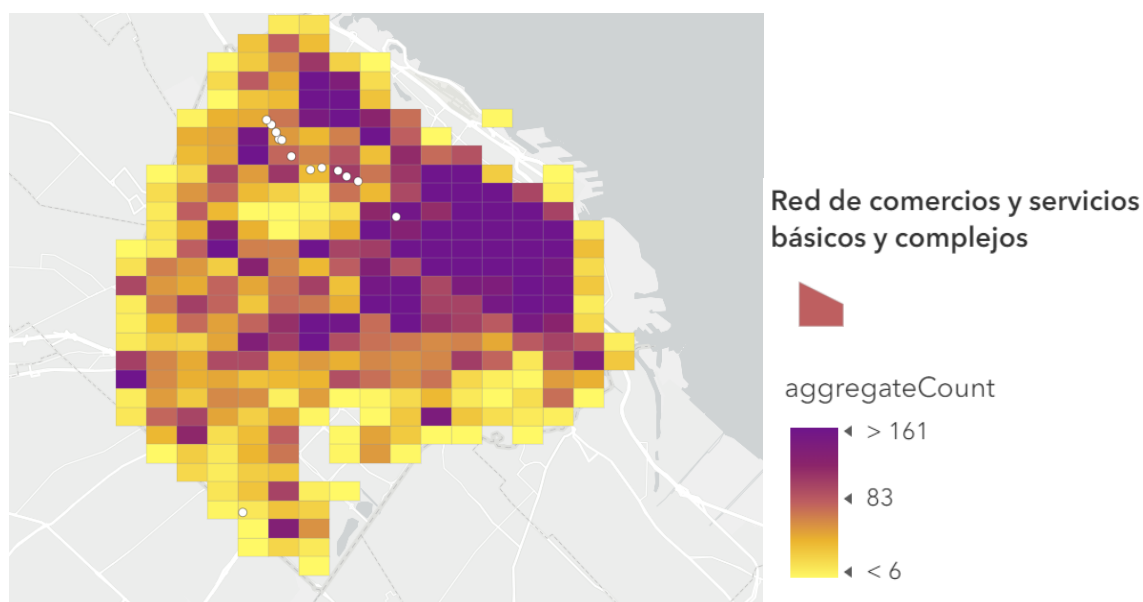 Red de comercios y servicios
básicos y complejos
aggregateCount
> 161
83
< 6